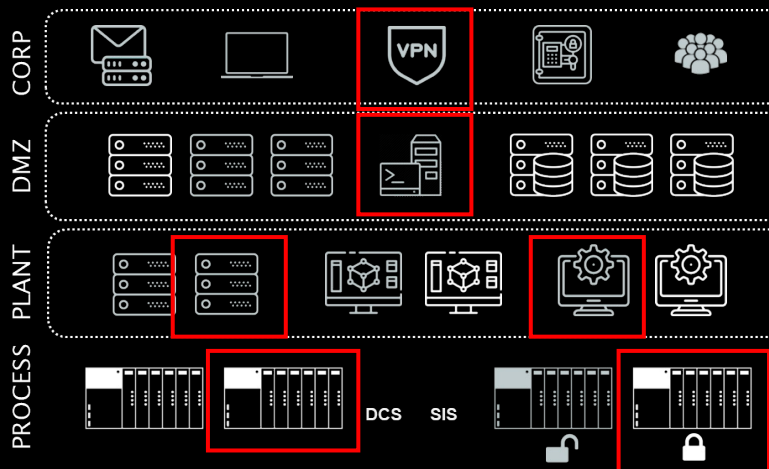 CORP
VPN
DMZ
>_
PLANT
PROCESS
DCS
SIS